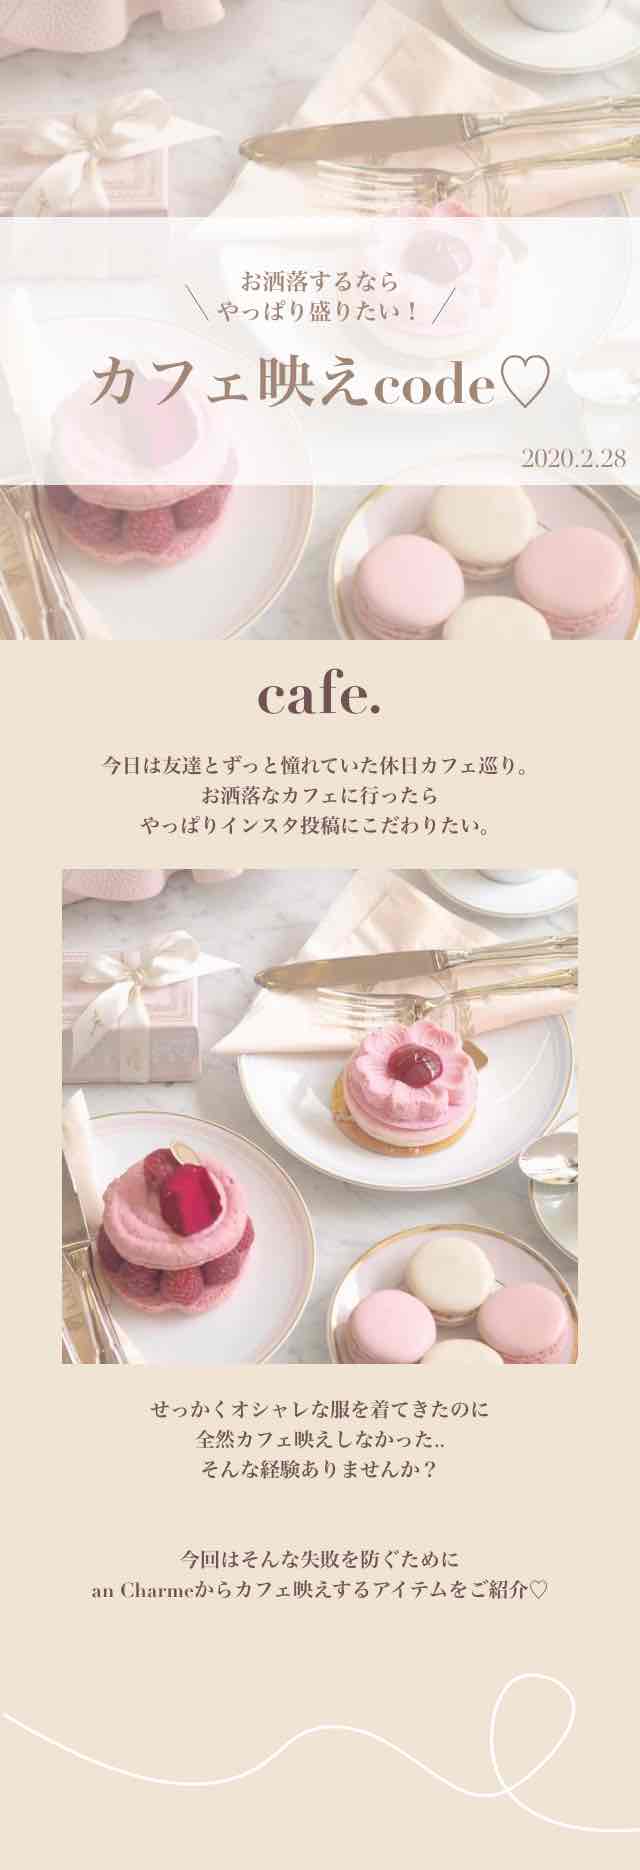 お洒落するなら
やっぱり盛りたい！
カフェ映えcode♡
2020.2.28
cafe.
今日は友達とずっと憧れていた休日カフェ巡り。
お洒落なカフェに行ったら
やっぱりインスタ投稿にこだわりたい。
せっかくオシャレな服を着てきたのに
全然カフェ映えしなかった..
そんな経験ありませんか？
今回はそんな失敗を防ぐために
an Charmeからカフェ映えするアイテムをご紹介♡